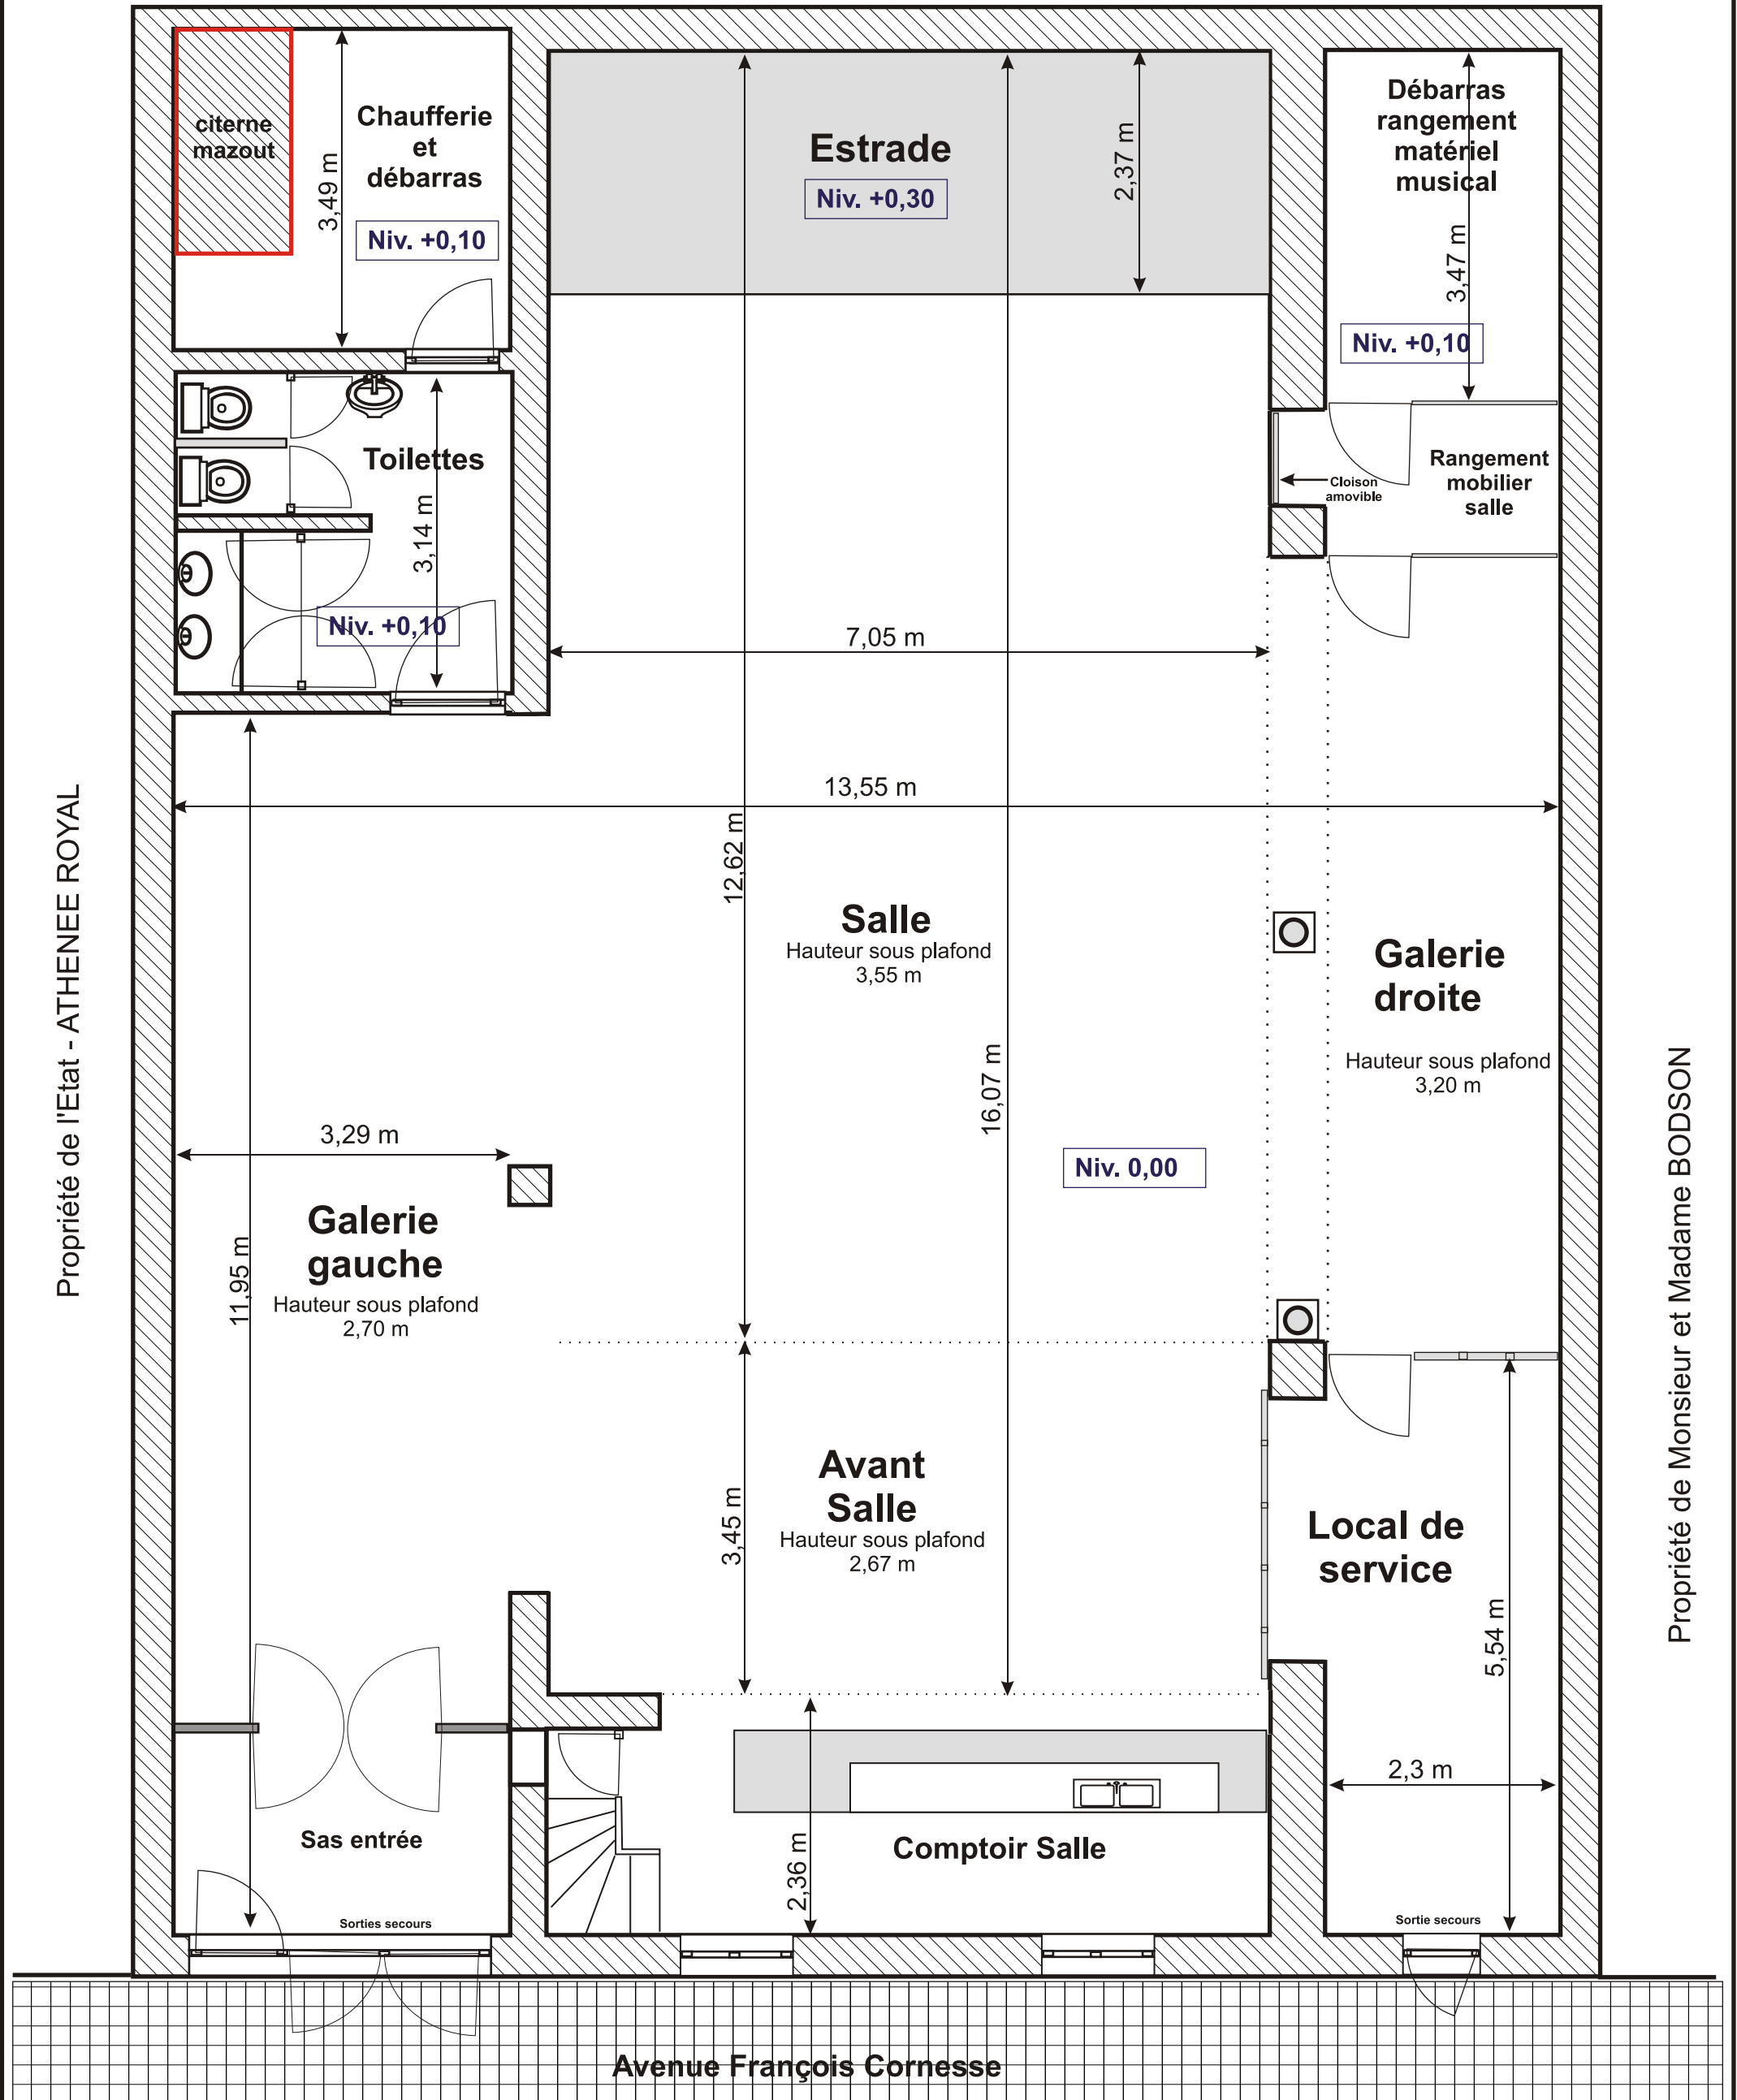 citerne
mazout
Chaufferie
et
débarras
3,49 m
Niv. +0,10
Estrade
Niv. +0,30
2,37 m
Débarras
rangement
matériel
musical
3,47 m
Niv. +0,10
Toilettes
3,14 m
Niv. +0,10
Cloison
amovible
Rangement
mobilier
salle
7,05 m
13,55 m
12,62 m
Salle
Hauteur sous plafond
3,55 m
16,07 m
Galerie
droite
Hauteur sous plafond
3,20 m
Propriété de l'Etat - ATHENEE ROYAL
Propriété de Monsieur et Madame BODSON
3,29 m
Niv. 0,00
Galerie
gauche
Hauteur sous plafond
2,70 m
11,95 m
Avant
Salle
Hauteur sous plafond
2,67 m
3,45 m
Local de
service
5,54 m
2,3 m
Sas entrée
Comptoir Salle
2,36 m
Sorties secours
Sortie secours
Avenue François Cornesse